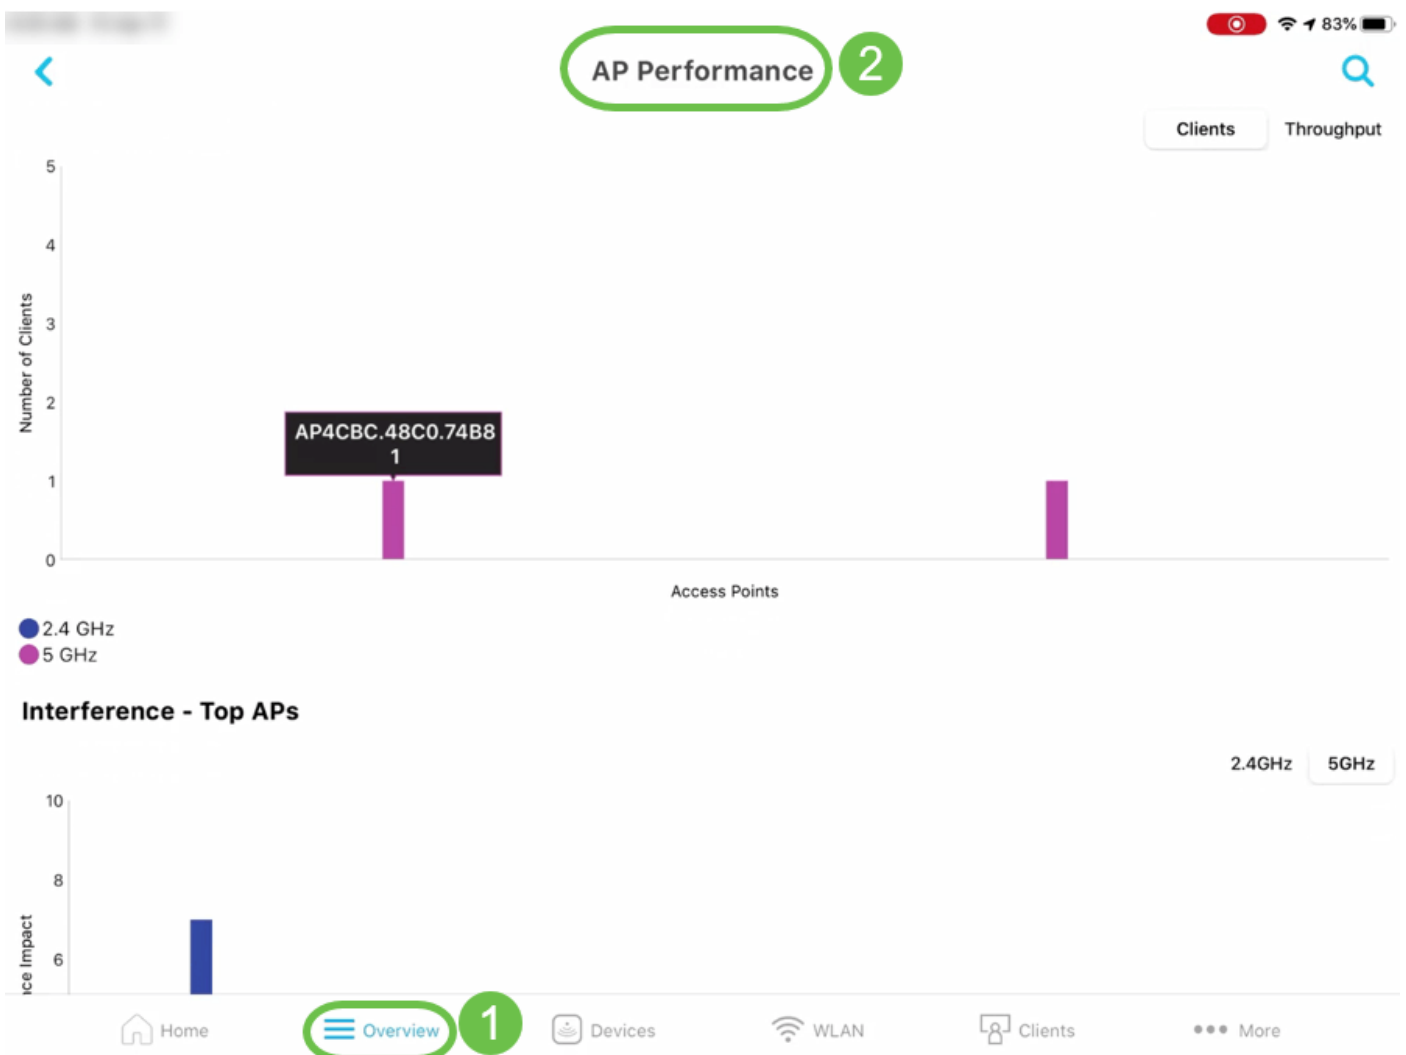 83%
AP Performance
2
Clients
Throughput
5
4
3
2
1
0
Number of Clients
AP4CBC.48C0.74B8
1
Access Points
2.4 GHz
5 GHz
Interference - Top APs
2.4GHz
5GHz
10
8
6
ce Impact
Home
Overview
1
Devices
WLAN
Clients
More